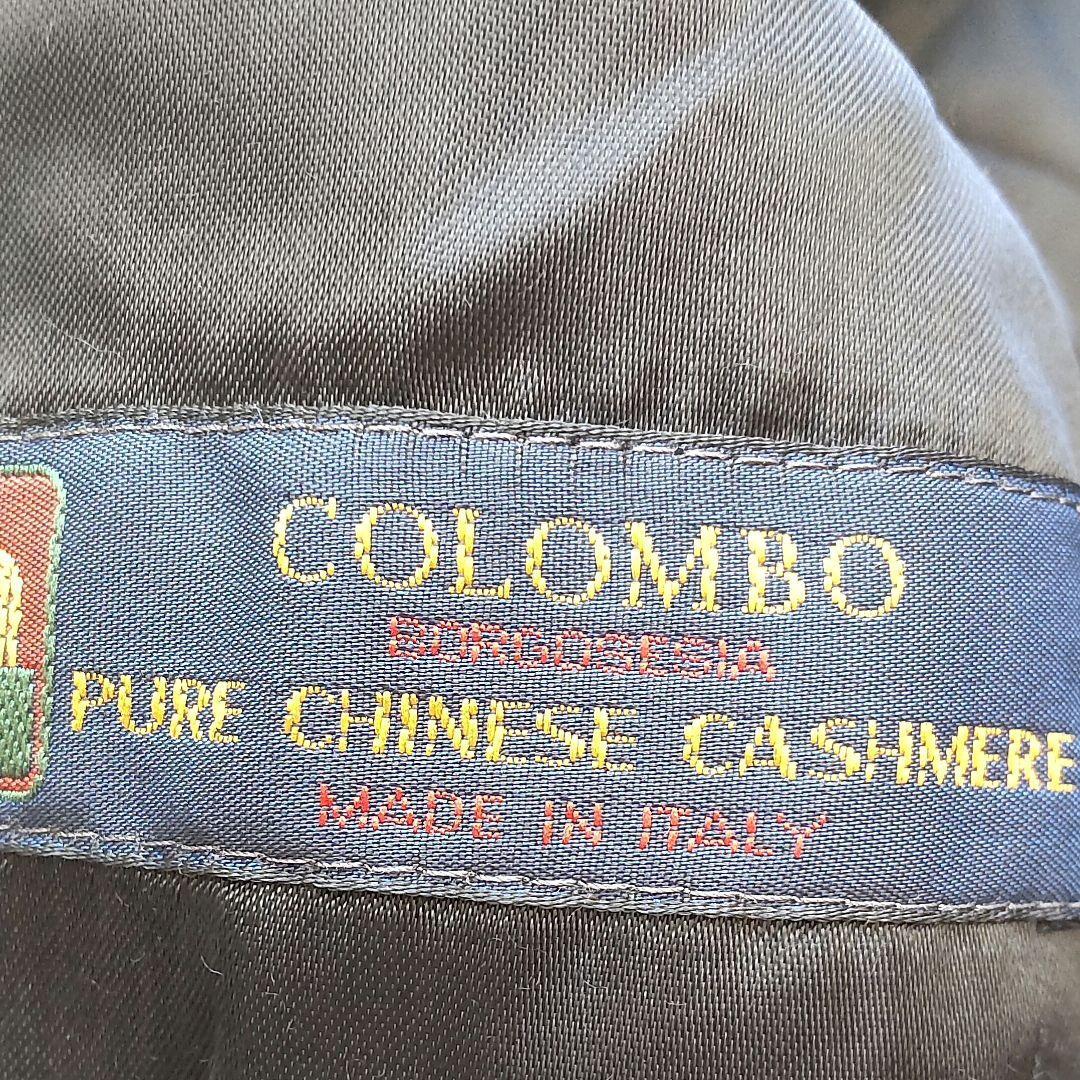 COLOMBO
BORGOSESIA
PURE CHINESE CASHMERE
MADE IN ITALY